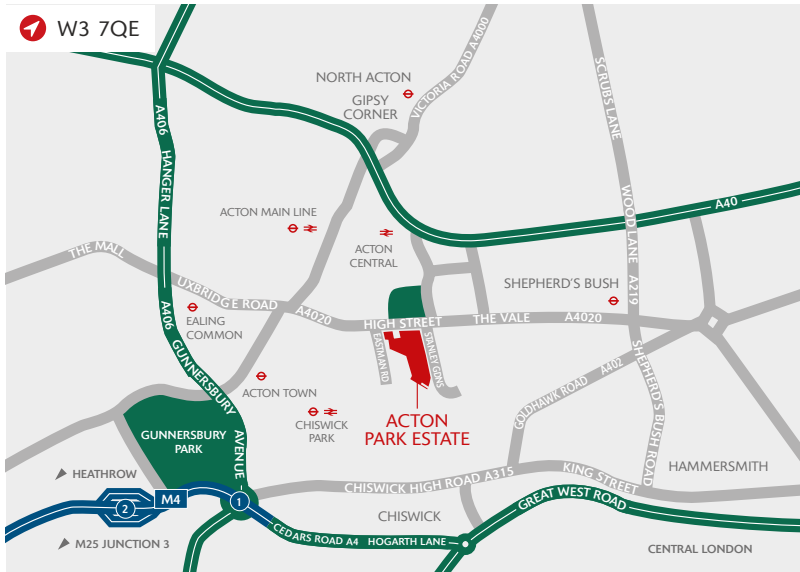 W3 7QE
NORTH ACTON
GIPSY
CORNER
VICTORIA ROAD A4000
SCRUBS LANE
A406
HANGER LANE
A406
ACTON MAIN LINE
ACTON
CENTRAL
WOOD LANE
A219
A40
THE MALL
UXBRIDGE ROAD
A4020
EALING
COMMON
SHEPHERD'S BUSH
HIGH STREET
THE VALE
A4020
EASTMAN RD
STANLEY GDNS
GUNNERSBURY
AVENUE
ACTON TOWN
CHISWICK
PARK
ACTON
PARK ESTATE
GOLDHAWK ROAD
A402
SHEPHERD'S BUSH ROAD
GUNNERSBURY
PARK
HEATHROW
M4
2
1
M25 JUNCTION 3
CHISWICK HIGH ROAD A315
KING STREET
HAMMERSMITH
CHISWICK
GREAT WEST ROAD
CEDARS ROAD A4
HOGARTH LANE
CENTRAL LONDON